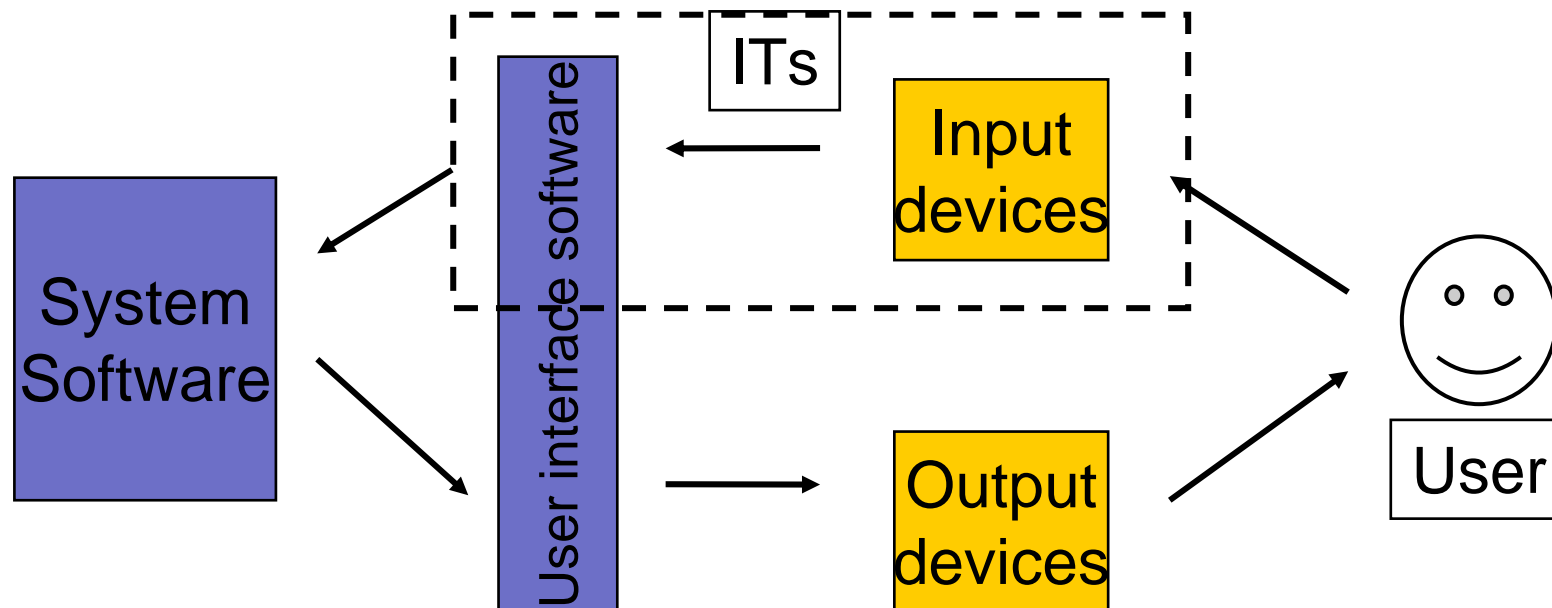 ITs
Input
devices
System
Software
User interface software
Output
devices
User